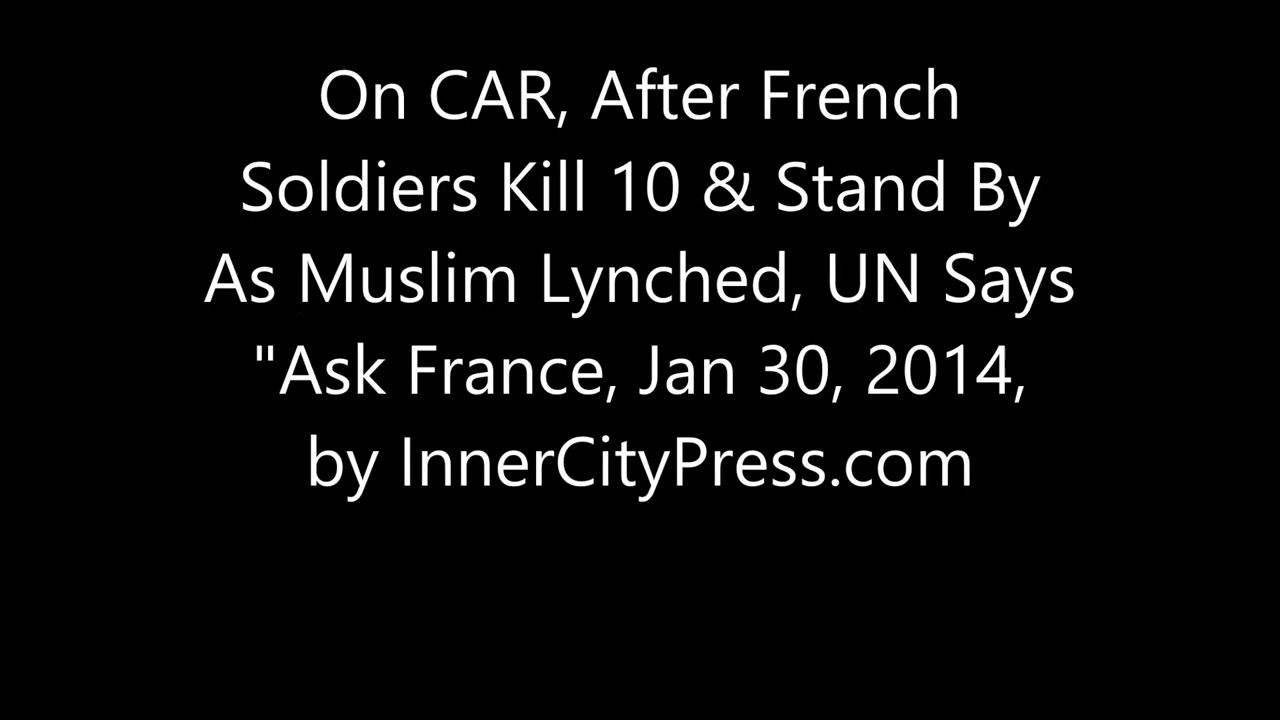 On CAR, After French
Soldiers Kill 10 & Stand By
As Muslim Lynched, UN Says
"Ask France, Jan 30, 2014,
by InnerCityPress.com